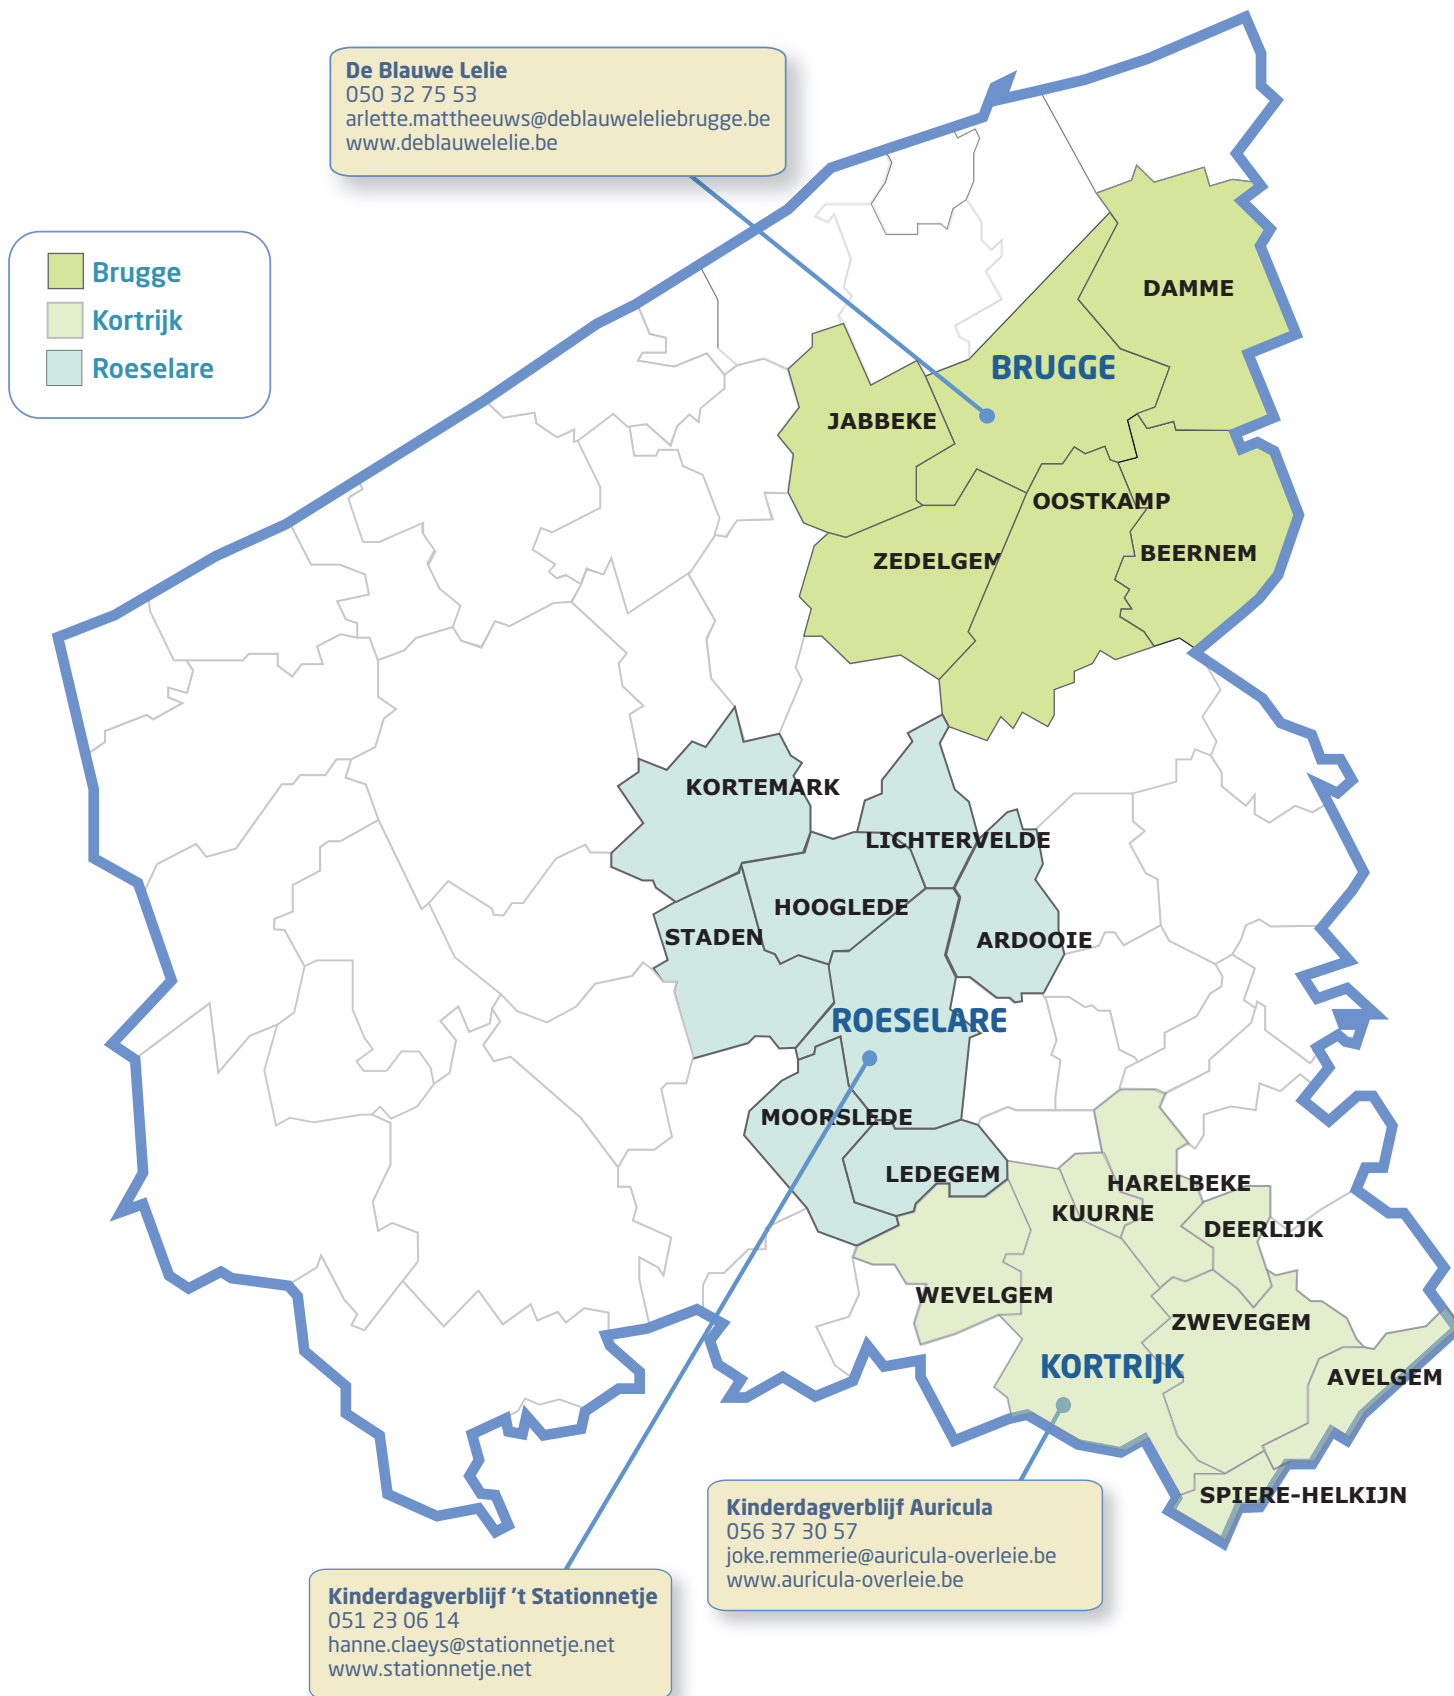 De Blauwe Lelie
050 32 75 53
arlette.mattheeuws@deblauweleliebrugge.be
www.deblauwelelie.be
Brugge
Kortrijk
Roeselare
DAMME
BRUGGE
JABBEKE
OOSTKAMP
ZEDELGEM
BEERNEM
KORTEMARK
LICHTERVELDE
HOOGLEDE
STADEN
ARDOOIE
ROESELARE
MOORSLEDE
LEDEGEM
HARELBEKE
KUURNE
DEERLIJK
WEVELGEM
ZWEVEGEM
KORTRIJK
AVELGEM
SPIERE-HELKIJN
Kinderdagverblijf Auricula
056 37 30 57
joke.remmerie@auricula-overleie.be
www.auricula-overleie.be
Kinderdagverblijf ’t Stationnetje
051 23 06 14
hanne.claeys@stationnetje.net
www.stationnetje.net